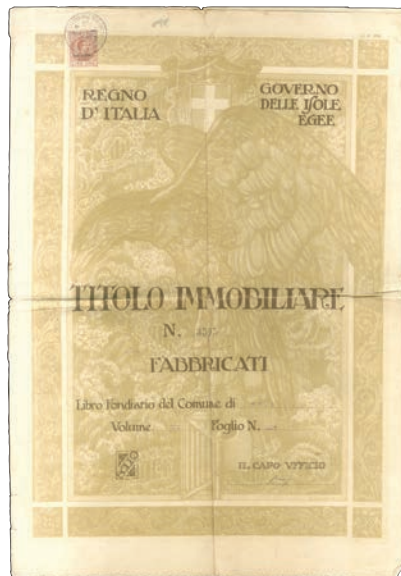 REGNO
D'ITALIA
GOVERNO
DELLE ISOLE
EGEE
TITOLO IMMOBILIARE
N.
FABBRICATI
Libro Fondiario del Comune di
Volume Foglio N.
IL CAPO UFFICIO